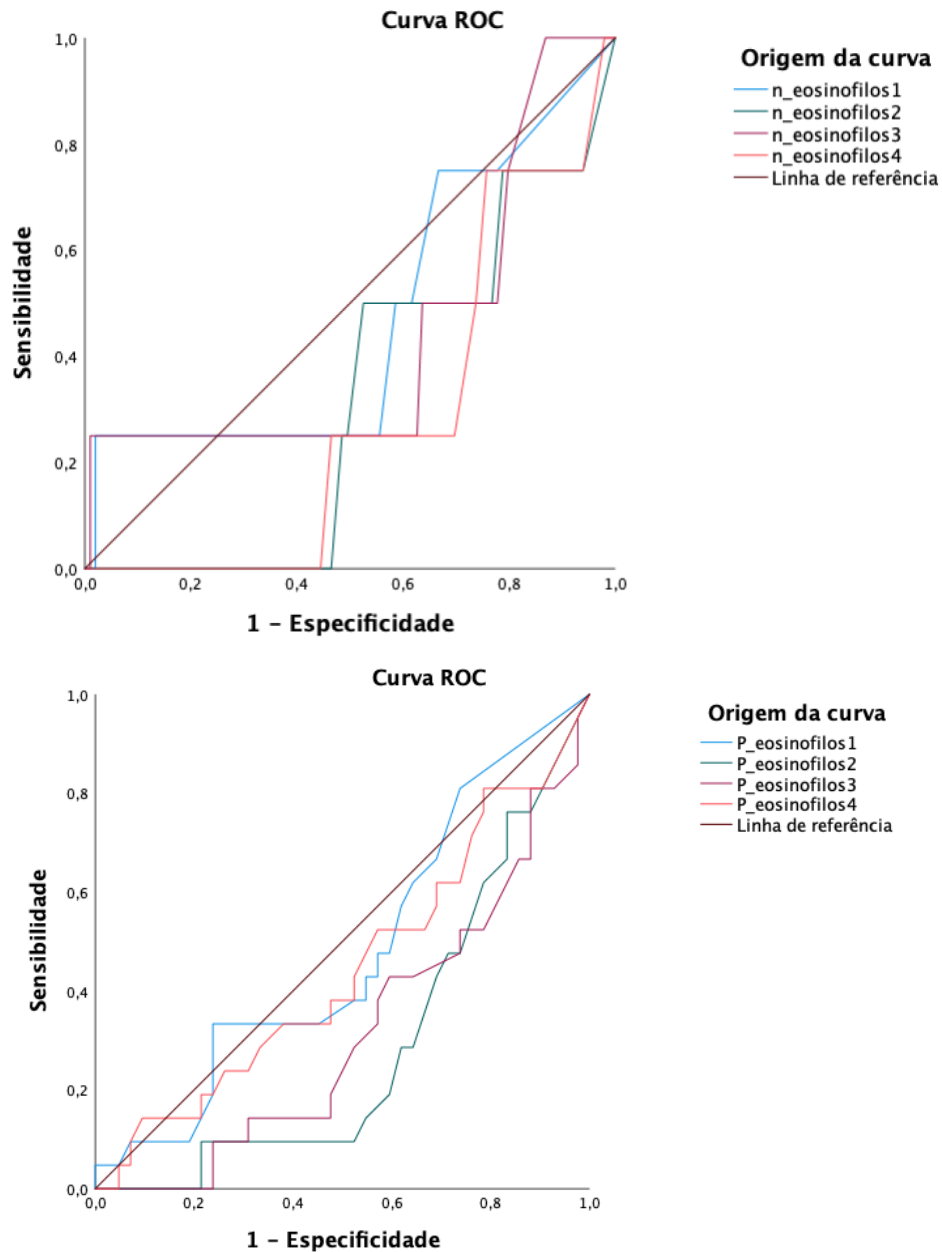 Curva ROC
1,0
0,8
0,6
0,4
0,2
0,0
0,0
0,2
0,4
0,6
0,8
1,0
Sensibilidade
1 - Especificidade
Origem da curva
n_eosinofilos1
n_eosinofilos2
n_eosinofilos3
n_eosinofilos4
Linha de referência
Curva ROC
1,0
0,8
0,6
0,4
0,2
0,0
0,0
0,2
0,4
0,6
0,8
1,0
Sensibilidade
1 - Especificidade
Origem da curva
P_eosinofilos1
P_eosinofilos2
P_eosinofilos3
P_eosinofilos4
Linha de referência